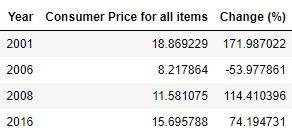 Year Consumer Price for all items Change (%)
2001 18.869229 171.987022
2006 8.217864 -53.977861
2008 11.581075 114.410396
2016 15.695788 74.194731